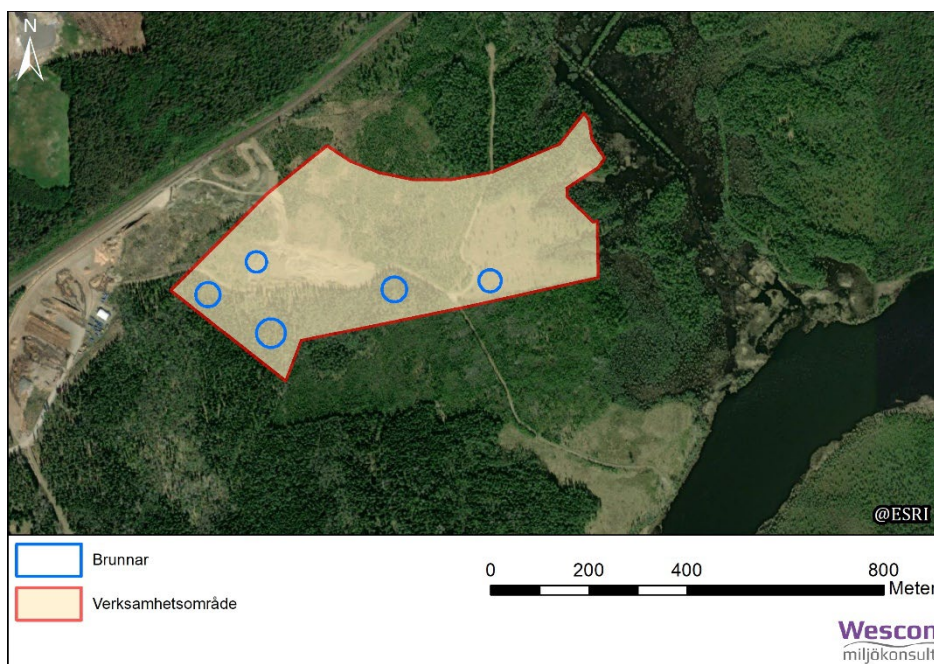 N
@ESRI
Brunnar
Verksamhetsområde
0 200 400 800
Meter
Wescon
miljökonsult